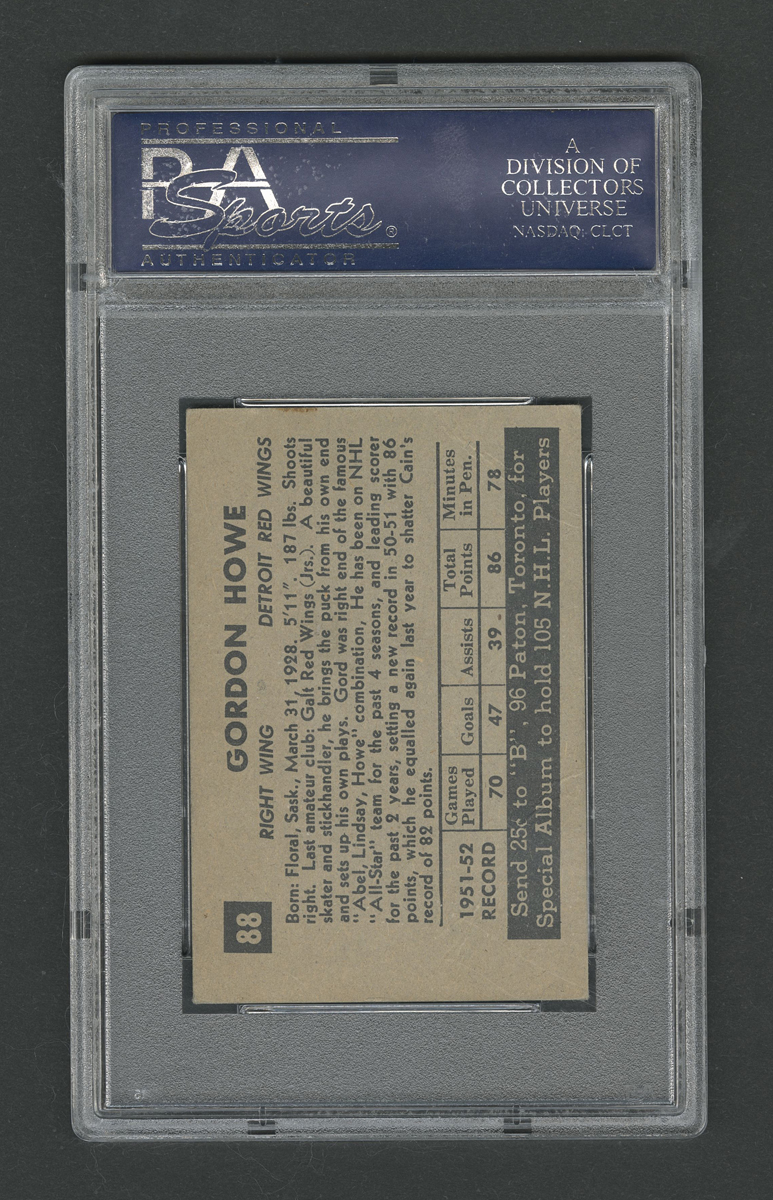 PROFESSIONAL
PSA
Sports®
AUTHENTICATOR
A
DIVISION OF
COLLECTORS
UNIVERSE
NASDAQ: CLCT
88
GORDON HOWE
RIGHT WING DETROIT RED WINGS
Born: Floral, Sask., March 31, 1928. 5'11". 187 lbs. Shoots
right. Last amateur club: Galt Red Wings (Jrs.). A beautiful
skater and stickhandler, he brings the puck from his own end
and sets up his own plays. Gord was right end of the famous
"Abel, Lindsay, Howe" combination, He has been on NHL
"All-Star" team for the past 4 seasons, and leading scorer
for the past 2 years, setting a new record in 50-51 with 86
points, which he equalled again last year to shatter Cain's
record of 82 points.
1951-52 RECORD
Games Played Goals Assists Total Points Minutes in Pen.
70 47 39 86 78
Send 25¢ to "B", 96 Paton, Toronto, for
Special Album to hold 105 N.H.L. Players